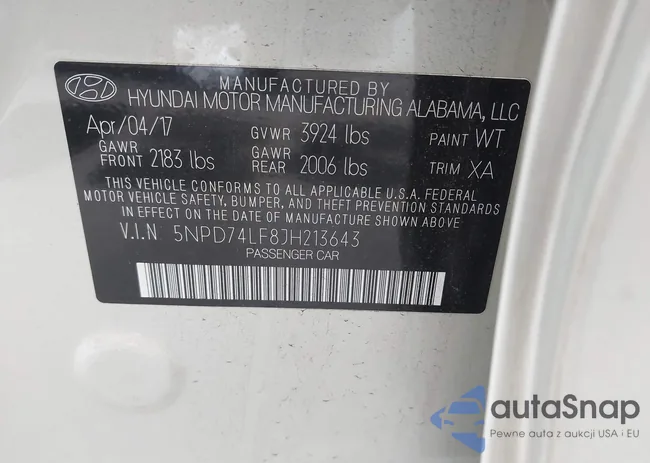 MANUFACTURED BY
HYUNDAI MOTOR MANUFACTURING ALABAMA, LLC
Apr/04/17 GVWR 3924 lbs PAINT WT
GAWR FRONT 2183 lbs GAWR REAR 2006 lbs TRIM XA
THIS VEHICLE CONFORMS TO ALL APPLICABLE U.S.A. FEDERAL
MOTOR VEHICLE SAFETY, BUMPER, AND THEFT PREVENTION STANDARDS
IN EFFECT ON THE DATE OF MANUFACTURE SHOWN ABOVE
V.I.N 5NPD74LF8JH213643
PASSENGER CAR
autaSnap
Pewne auta z aukcji USA i EU